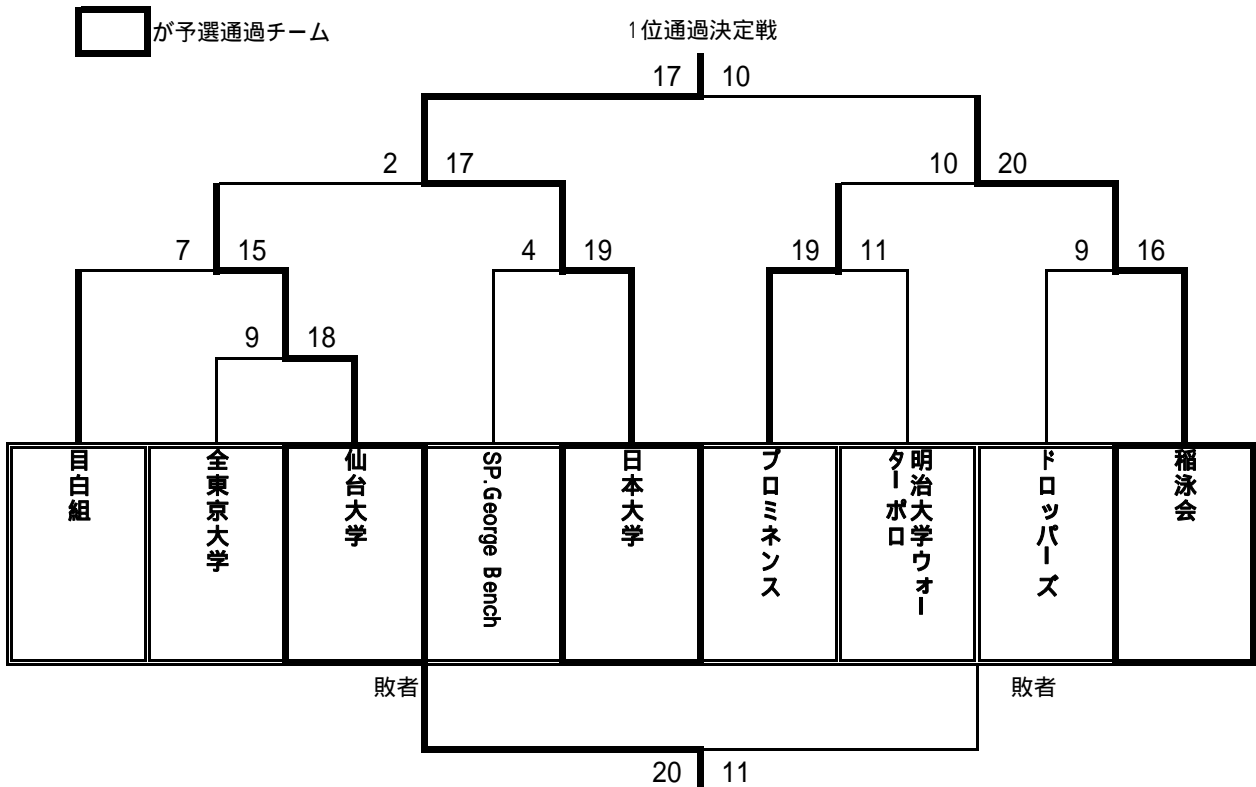 が予選通過チーム
1位通過決定戦
17 10
2 17
10 20
7 15
4 19
19 11
9 16
9 18
目白組
全東京大学
仙台大学
SP.George Bench
日本大学
プロミネンス
明治大学ウォー
ターポロ
ドロッパーズ
稲泳会
敗者
敗者
20 11